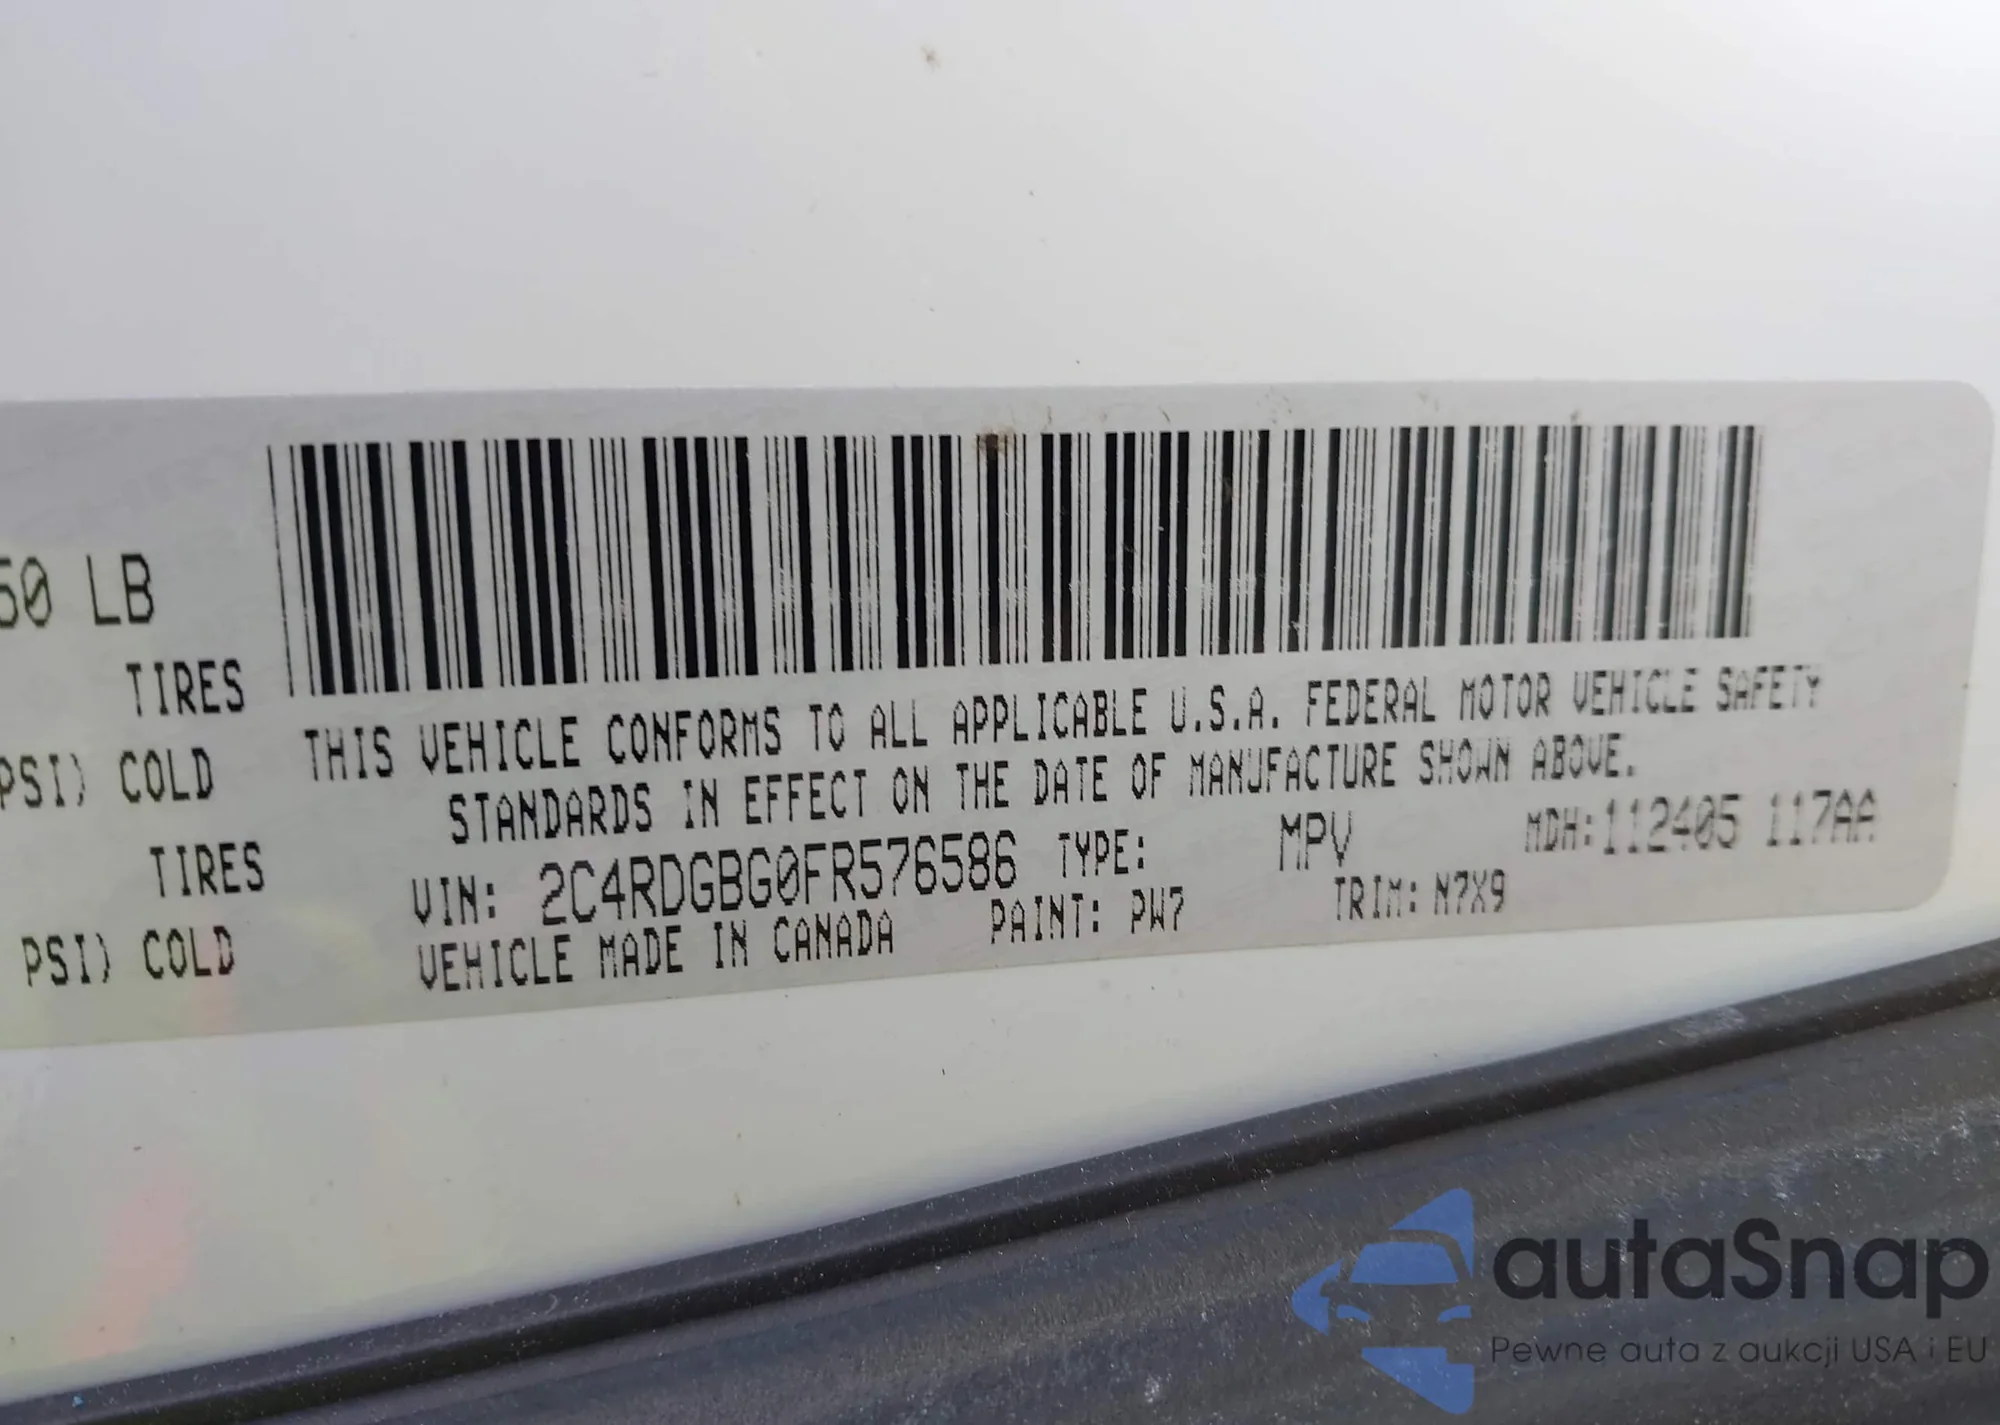 50 LB
TIRES
PSI) COLD
TIRES
PSI) COLD
THIS VEHICLE CONFORMS TO ALL APPLICABLE U.S.A. FEDERAL MOTOR VEHICLE SAFETY
STANDARDS IN EFFECT ON THE DATE OF MANUFACTURE SHOWN ABOVE.
VIN: 2C4RDGBG0FR576586 TYPE: MPV MDH:112405 117AA
VEHICLE MADE IN CANADA PAINT: PW7 TRIM: N7X9
autaSnap
Pewne auta z aukcji USA i EU